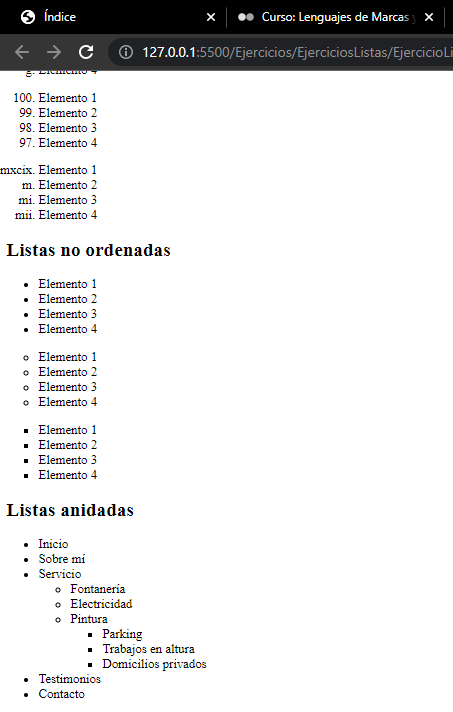 Índice
Curso: Lenguajes de Marcas y
127.0.0.1:5500/Ejercicios/EjerciciosListas/EjercicioLi
g. Elemento 4
100. Elemento 1
99. Elemento 2
98. Elemento 3
97. Elemento 4
mxcix. Elemento 1
m. Elemento 2
mi. Elemento 3
mii. Elemento 4
Listas no ordenadas
Elemento 1
Elemento 2
Elemento 3
Elemento 4
Elemento 1
Elemento 2
Elemento 3
Elemento 4
Elemento 1
Elemento 2
Elemento 3
Elemento 4
Listas anidadas
Inicio
Sobre mí
Servicio
Fontanería
Electricidad
Pintura
Parking
Trabajos en altura
Domicilios privados
Testimonios
Contacto